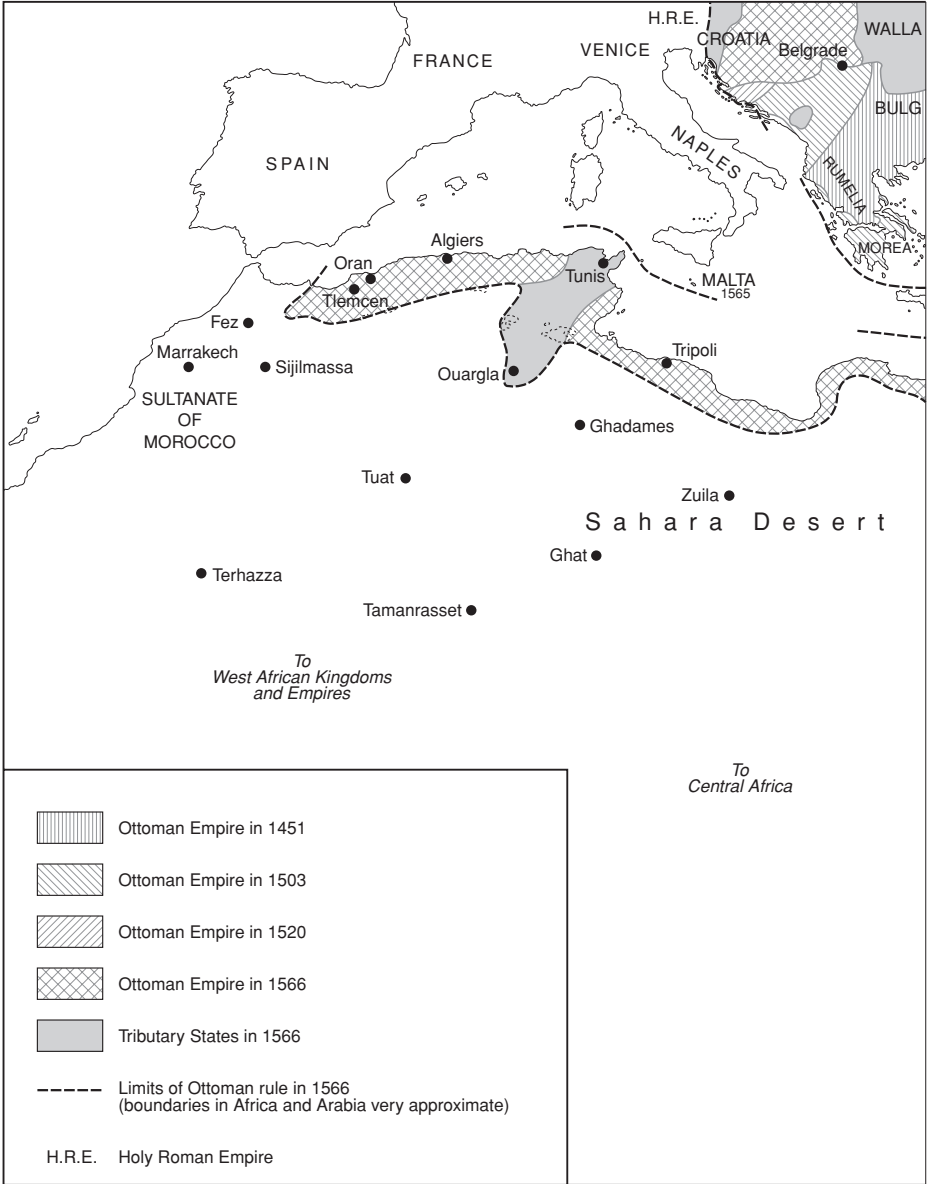 H.R.E.
CROATIA
WALLA
FRANCE
VENICE
Belgrade
BULG
SPAIN
NAPLES
RUMELIA
MOREA
Algiers
Oran
Tunis
MALTA
1565
Tlemcen
Fez
Marrakech
Sijilmassa
Tripoli
Ouargla
SULTANATE
OF
MOROCCO
Ghadames
Tuat
Zuila
Sahara Desert
Ghat
Terhazza
Tamanrasset
To
West African Kingdoms
and Empires
To
Central Africa
Ottoman Empire in 1451
Ottoman Empire in 1503
Ottoman Empire in 1520
Ottoman Empire in 1566
Tributary States in 1566
Limits of Ottoman rule in 1566
(boundaries in Africa and Arabia very approximate)
H.R.E. Holy Roman Empire